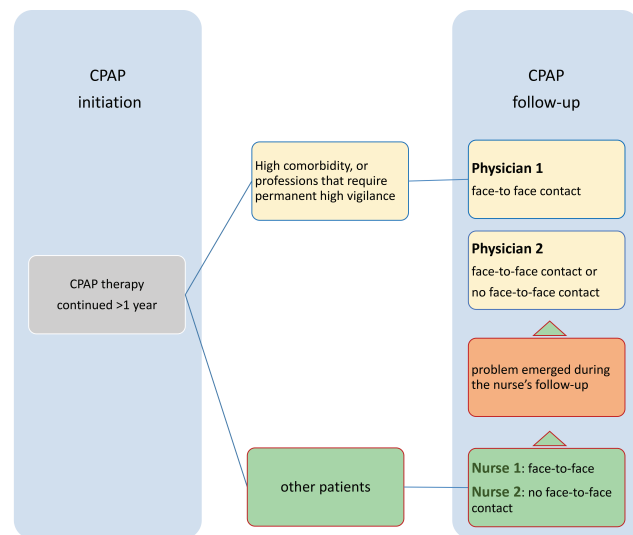 CPAP
initiation
CPAP therapy
continued >1 year
High comorbidity, or
professions that require
permanent high vigilance
other patients
CPAP
follow-up
Physician 1
face-to face contact
Physician 2
face-to-face contact or
no face-to-face contact
problem emerged during
the nurse's follow-up
Nurse 1: face-to-face
Nurse 2: no face-to-face
contact